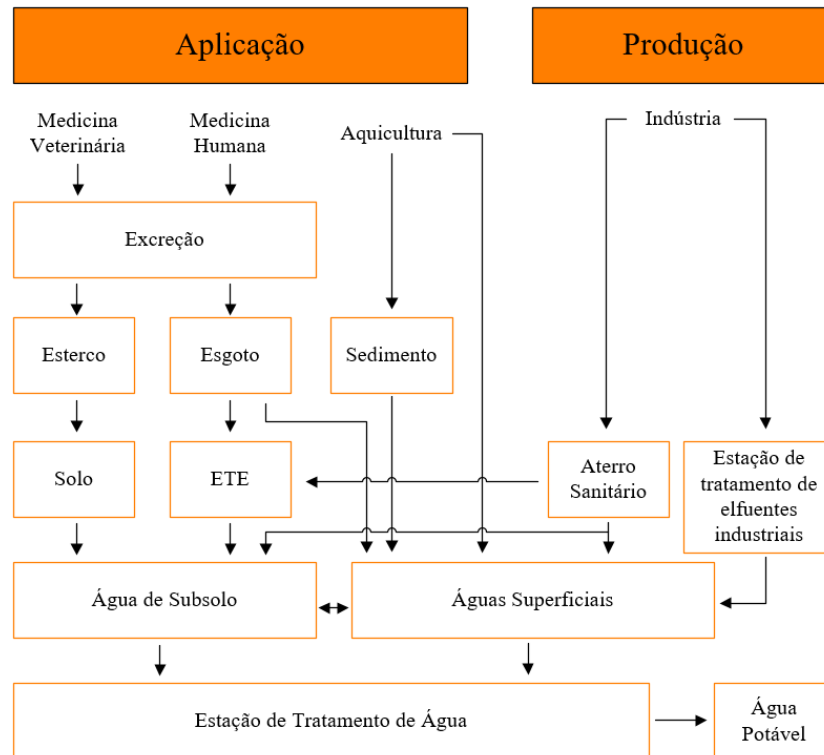 Aplicação
Produção
Medicina
Veterinária
Medicina
Humana
Aquicultura
Indústria
Excreção
Esterco
Esgoto
Sedimento
Solo
ETE
Aterro
Sanitário
Estação de
tratamento de
elfuentes
industriais
Água de Subsolo
Águas Superficiais
Estação de Tratamento de Água
Água
Potável